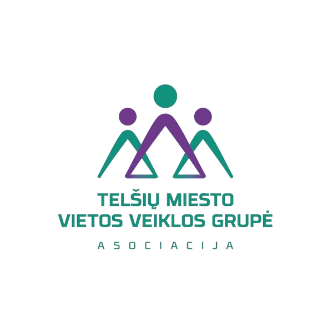 TELŠIŲ MIESTO
VIETOS VEIKLOS GRUPĖ
ASOCIACIJA